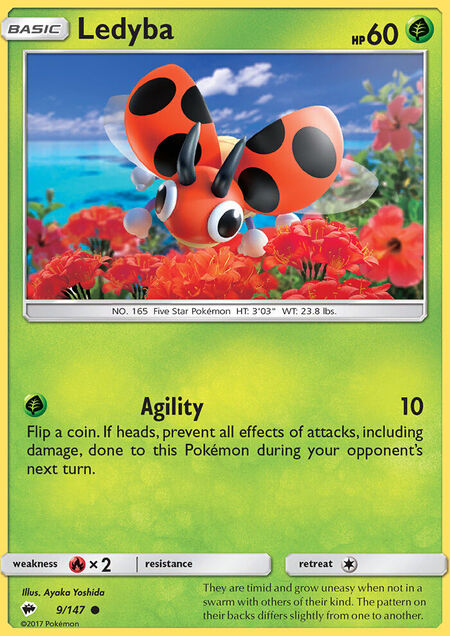 BASIC Ledyba HP 60
NO. 165 Five Star Pokémon HT: 3'03" WT: 23.8 lbs.
Agility 10
Flip a coin. If heads, prevent all effects of attacks, including
damage, done to this Pokémon during your opponent's
next turn.
weakness × 2 resistance retreat
Illus. Ayaka Yoshida
9/147
©2017 Pokémon
They are timid and grow uneasy when not in a
swarm with others of their kind. The pattern on
their backs differs slightly from one to another.